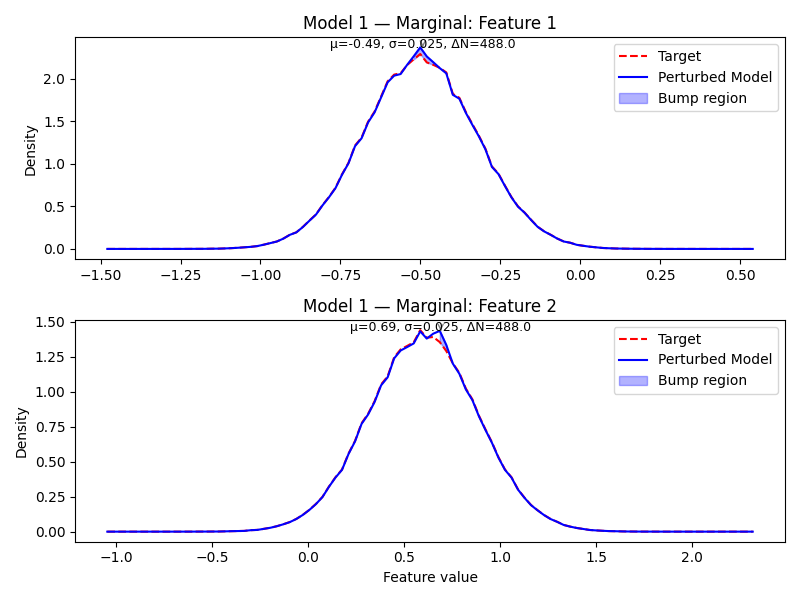 Model 1 — Marginal: Feature 1
μ=-0.49, σ=0.025, ΔN=488.0
Target
Perturbed Model
Bump region
Density
2.0
1.5
1.0
0.5
0.0
−1.50 −1.25 −1.00 −0.75 −0.50 −0.25 0.00 0.25 0.50
Model 1 — Marginal: Feature 2
μ=0.69, σ=0.025, ΔN=488.0
Target
Perturbed Model
Bump region
Density
1.50
1.25
1.00
0.75
0.50
0.25
0.00
−1.0 −0.5 0.0 0.5 1.0 1.5 2.0
Feature value